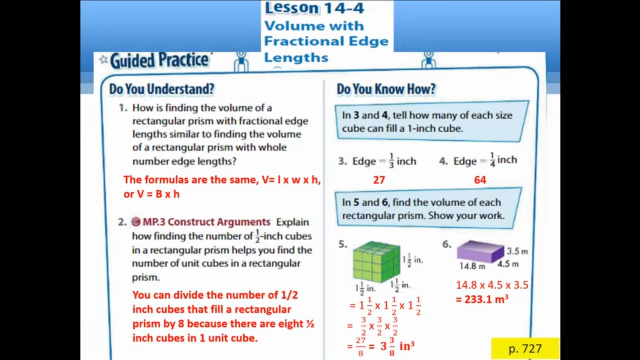 Lesson 14-4
Volume with
Fractional Edge
Lengths
☆ Guided Practice
Do You Understand?
1. How is finding the volume of a
rectangular prism with fractional edge
lengths similar to finding the volume
of a rectangular prism with whole
number edge lengths?
The formulas are the same, V= l x w x h,
or V = B x h
2. MP.3 Construct Arguments Explain
how finding the number of 1/2-inch cubes
in a rectangular prism helps you find the
number of unit cubes in a rectangular
prism.
You can divide the number of 1/2
inch cubes that fill a rectangular
prism by 8 because there are eight ½
inch cubes in 1 unit cube.
Do You Know How?
In 3 and 4, tell how many of each size
cube can fill a 1-inch cube.
3. Edge = 1/3 inch 4. Edge = 1/4 inch
27 64
In 5 and 6, find the volume of each
rectangular prism. Show your work.
5.
1 1/2 in.
1 1/2 in. 1 1/2 in.
= 1 1/2 x 1 1/2 x 1 1/2
= 3/2 x 3/2 x 3/2
= 27/8 = 3 3/8 in³
6.
3.5 m
14.8 m 4.5 m
14.8 x 4.5 x 3.5
= 233.1 m³
p. 727